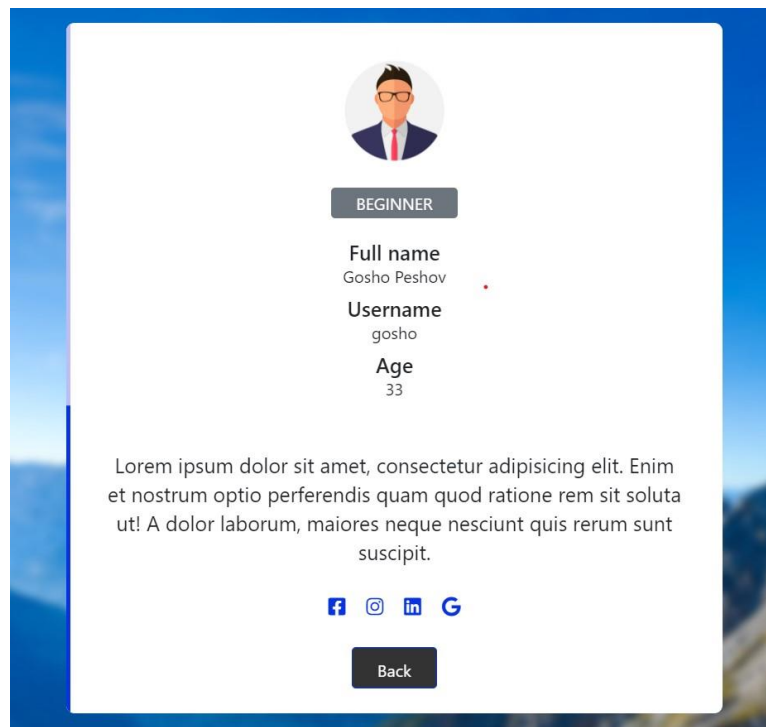 BEGINNER
Full name
Gosho Peshov
Username
gosho
Age
33
Lorem ipsum dolor sit amet, consectetur adipisicing elit. Enim
et nostrum optio perferendis quam quod ratione rem sit soluta
ut! A dolor laborum, maiores neque nesciunt quis rerum sunt
suscipit.
Back